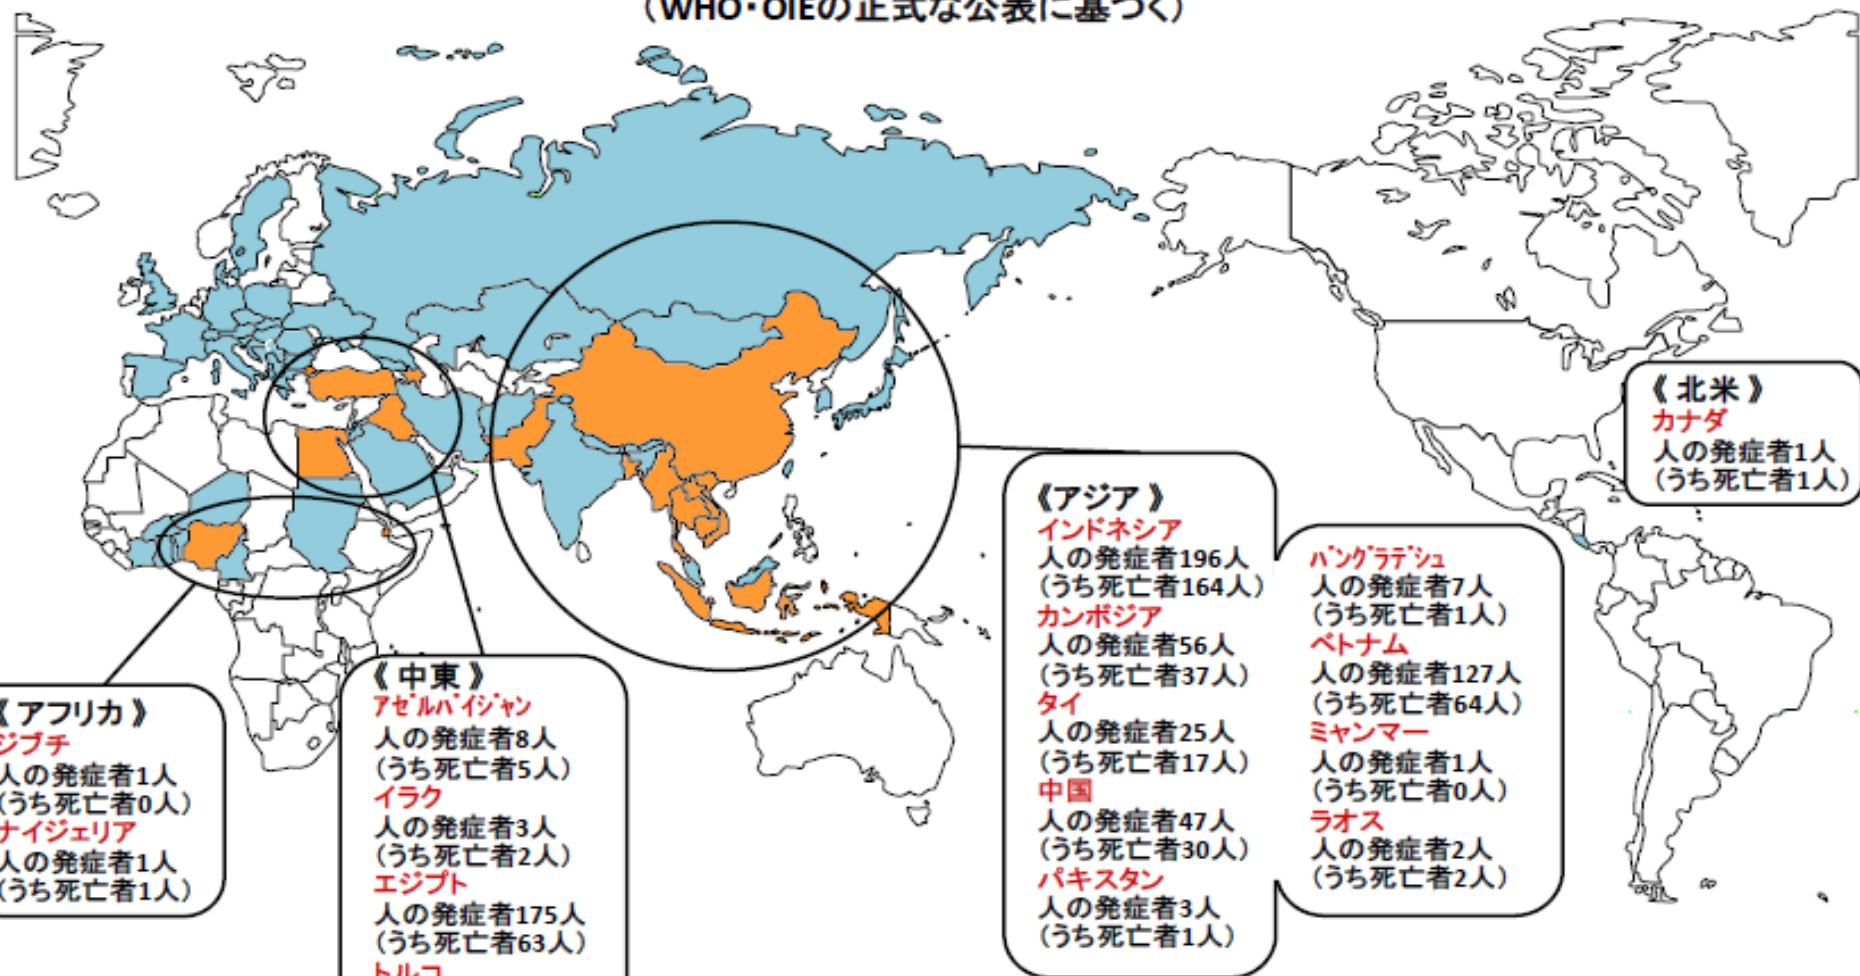 (WHO・OIEの正式な公表に基づく)
《 北米 》
カナダ
人の発症者1人
(うち死亡者1人)
《アジア 》
インドネシア
人の発症者196人
(うち死亡者164人)
カンボジア
人の発症者56人
(うち死亡者37人)
タイ
人の発症者25人
(うち死亡者17人)
中国
人の発症者47人
(うち死亡者30人)
パキスタン
人の発症者3人
(うち死亡者1人)
バングラデシュ
人の発症者7人
(うち死亡者1人)
ベトナム
人の発症者127人
(うち死亡者64人)
ミャンマー
人の発症者1人
(うち死亡者0人)
ラオス
人の発症者2人
(うち死亡者2人)
《 中東 》
アゼルバイジャン
人の発症者8人
(うち死亡者5人)
イラク
人の発症者3人
(うち死亡者2人)
エジプト
人の発症者175人
(うち死亡者63人)
トルコ
《 アフリカ 》
ジブチ
人の発症者1人
(うち死亡者0人)
ナイジェリア
人の発症者1人
(うち死亡者1人)